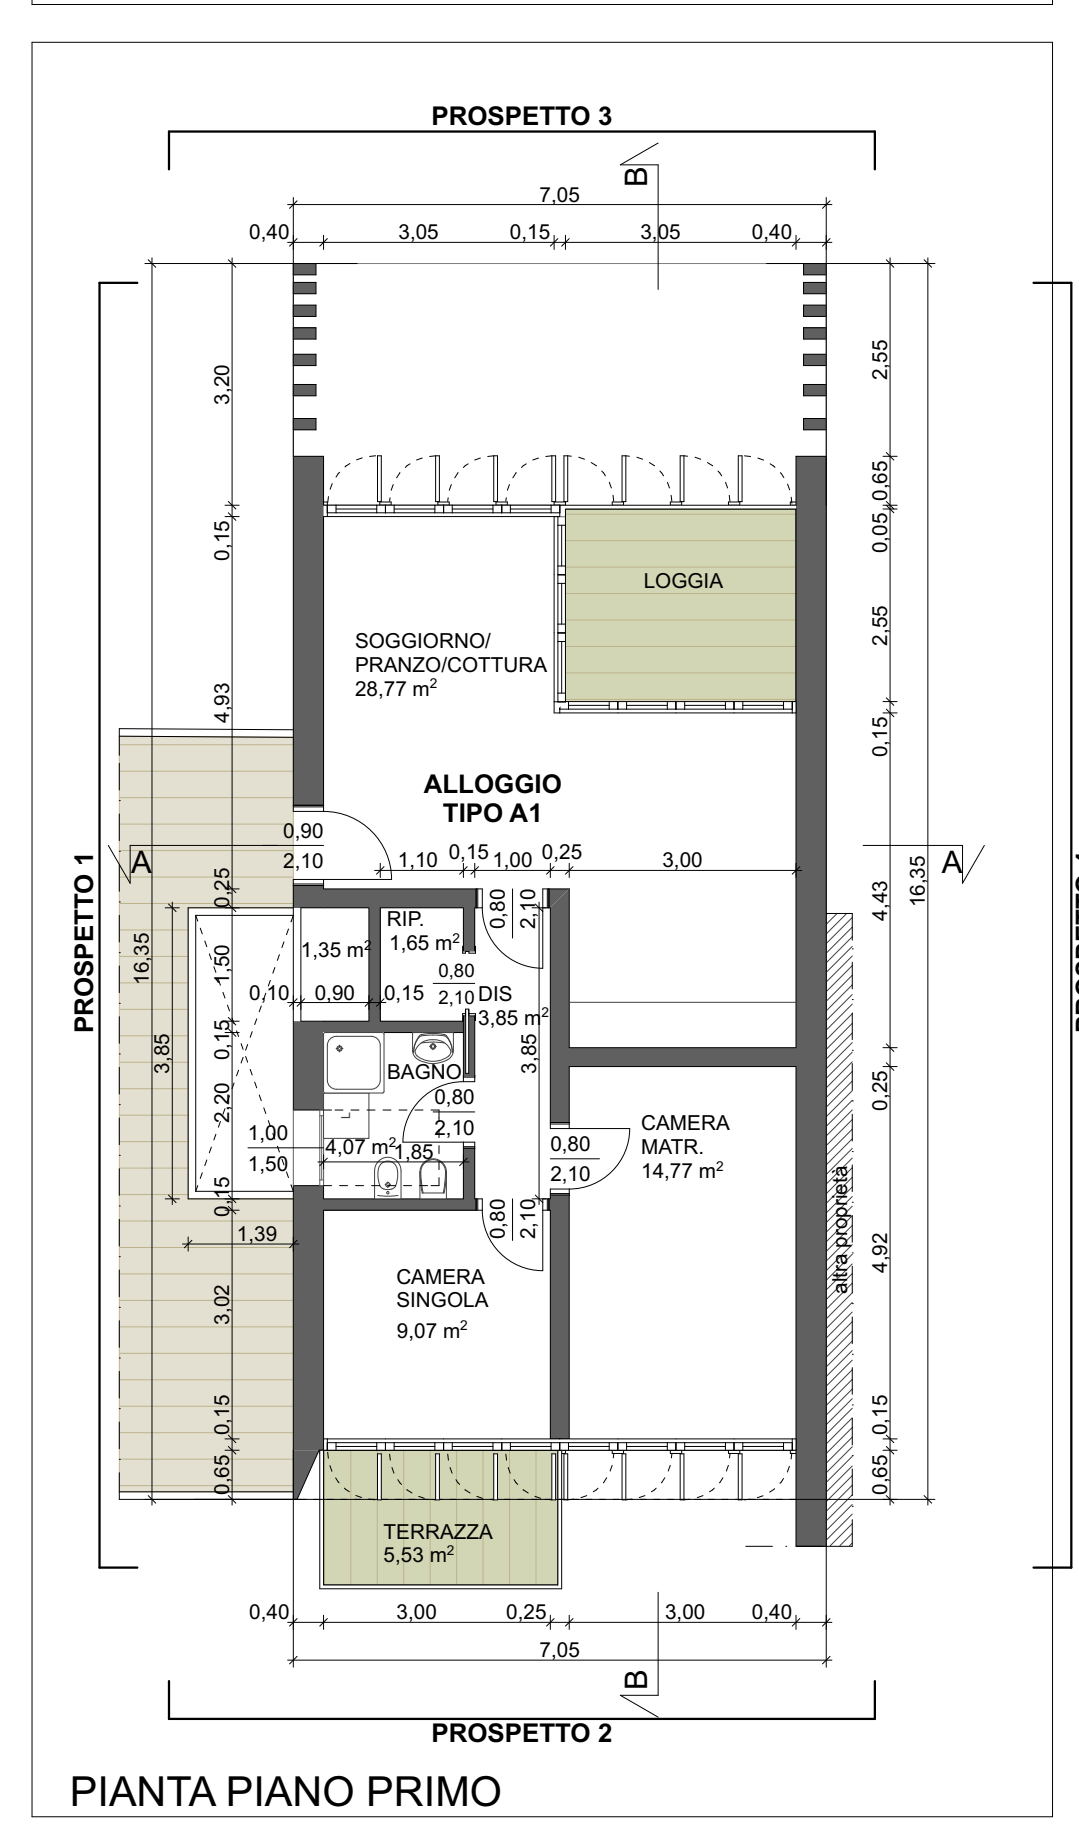 PROSPETTO 3
B
7,05
0,40
3,05
0,15
3,05
0,40
3,20
2,55
0,65
0,15
0,05
LOGGIA
2,55
SOGGIORNO/
PRANZO/COTTURA
28,77 m²
4,93
0,15
ALLOGGIO
TIPO A1
0,90
2,10
A
1,10
0,15
1,00
0,25
3,00
A
PROSPETTO 1
0,25
4,43
16,35
0,80
2,10
RIP.
1,65 m²
1,35 m²
16,35
1,50
0,80
2,10
0,10
0,90
0,15
DIS
3,85 m²
3,85
0,15
3,85
BAGNO
0,25
2,20
0,80
2,10
1,00
1,50
4,07 m²
1,85
0,80
2,10
CAMERA
MATR.
14,77 m²
altra proprietà
0,15
0,80
2,10
1,39
4,92
CAMERA
SINGOLA
9,07 m²
3,02
0,15
0,15
0,65
0,65
TERRAZZA
5,53 m²
0,40
3,00
0,25
3,00
0,40
7,05
B
PROSPETTO 2
PIANTA PIANO PRIMO